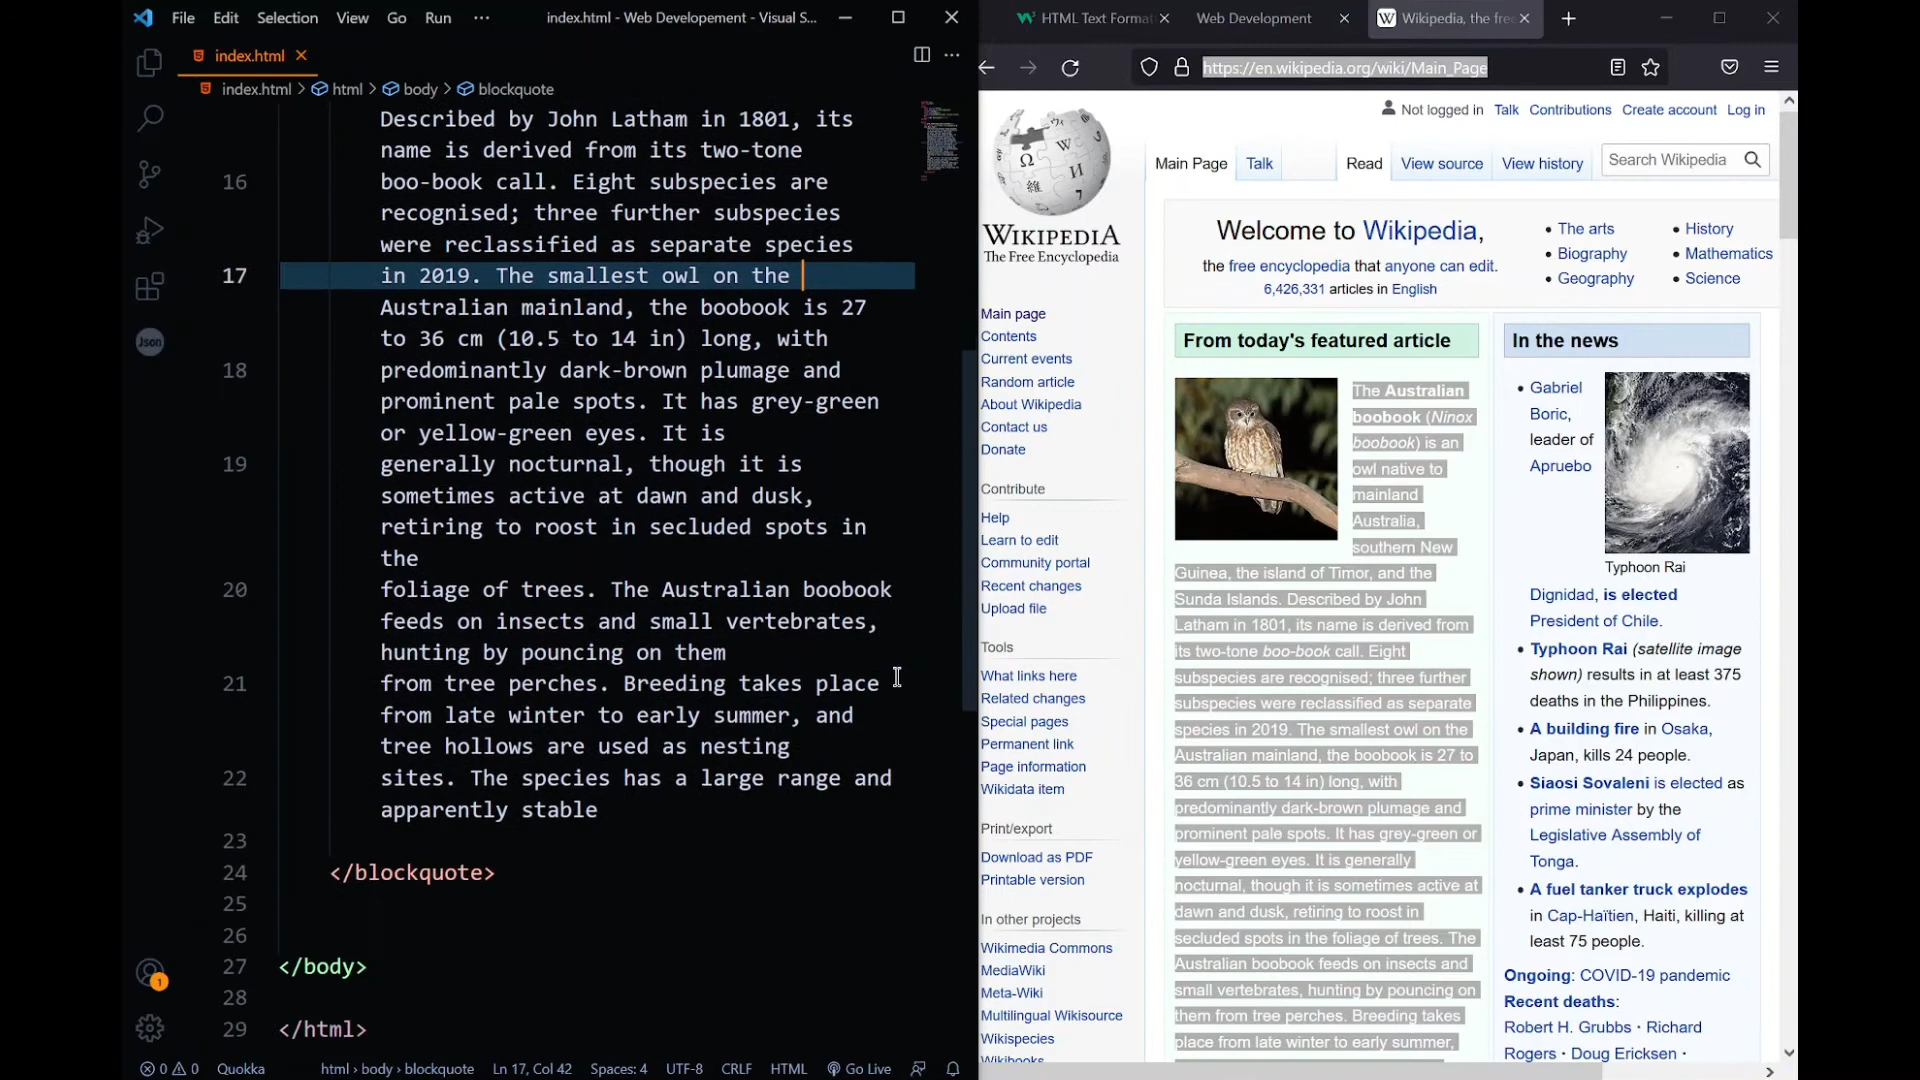 File Edit Selection View Go Run ··· index.html - Web Developement - Visual S...
index.html
index.html > html > body > blockquote
Described by John Latham in 1801, its
name is derived from its two-tone
16 boo-book call. Eight subspecies are
recognised; three further subspecies
were reclassified as separate species
17 in 2019. The smallest owl on the
Australian mainland, the boobook is 27
to 36 cm (10.5 to 14 in) long, with
18 predominantly dark-brown plumage and
prominent pale spots. It has grey-green
or yellow-green eyes. It is
19 generally nocturnal, though it is
sometimes active at dawn and dusk,
retiring to roost in secluded spots in
the
20 foliage of trees. The Australian boobook
feeds on insects and small vertebrates,
hunting by pouncing on them
21 from tree perches. Breeding takes place
from late winter to early summer, and
tree hollows are used as nesting
22 sites. The species has a large range and
apparently stable
23
24 </blockquote>
25
26
27 </body>
28
29 </html>
Json
1
0 0 Quokka html > body > blockquote Ln 17, Col 42 Spaces: 4 UTF-8 CRLF HTML Go Live
HTML Text Format Web Development Wikipedia, the fre
https://en.wikipedia.org/wiki/Main_Page
WIKIPEDIA
The Free Encyclopedia
Main page
Contents
Current events
Random article
About Wikipedia
Contact us
Donate
Contribute
Help
Learn to edit
Community portal
Recent changes
Upload file
Tools
What links here
Related changes
Special pages
Permanent link
Page information
Wikidata item
Print/export
Download as PDF
Printable version
In other projects
Wikimedia Commons
MediaWiki
Meta-Wiki
Multilingual Wikisource
Wikispecies
Wikibooks
Not logged in Talk Contributions Create account Log in
Main Page Talk Read View source View history Search Wikipedia
Welcome to Wikipedia,
the free encyclopedia that anyone can edit.
6,426,331 articles in English
• The arts
• Biography
• Geography
• History
• Mathematics
• Science
From today's featured article
The Australian
boobook (Ninox
boobook) is an
owl native to
mainland
Australia,
southern New
Guinea, the island of Timor, and the
Sunda Islands. Described by John
Latham in 1801, its name is derived from
its two-tone boo-book call. Eight
subspecies are recognised; three further
subspecies were reclassified as separate
species in 2019. The smallest owl on the
Australian mainland, the boobook is 27 to
36 cm (10.5 to 14 in) long, with
predominantly dark-brown plumage and
prominent pale spots. It has grey-green or
yellow-green eyes. It is generally
nocturnal, though it is sometimes active at
dawn and dusk, retiring to roost in
secluded spots in the foliage of trees. The
Australian boobook feeds on insects and
small vertebrates, hunting by pouncing on
them from tree perches. Breeding takes
place from late winter to early summer,
In the news
• Gabriel
Boric,
leader of
Apruebo
Typhoon Rai
Dignidad, is elected
President of Chile.
• Typhoon Rai (satellite image
shown) results in at least 375
deaths in the Philippines.
• A building fire in Osaka,
Japan, kills 24 people.
• Siaosi Sovaleni is elected as
prime minister by the
Legislative Assembly of
Tonga.
• A fuel tanker truck explodes
in Cap-Haïtien, Haiti, killing at
least 75 people.
Ongoing: COVID-19 pandemic
Recent deaths:
Robert H. Grubbs · Richard
Rogers · Doug Ericksen ·